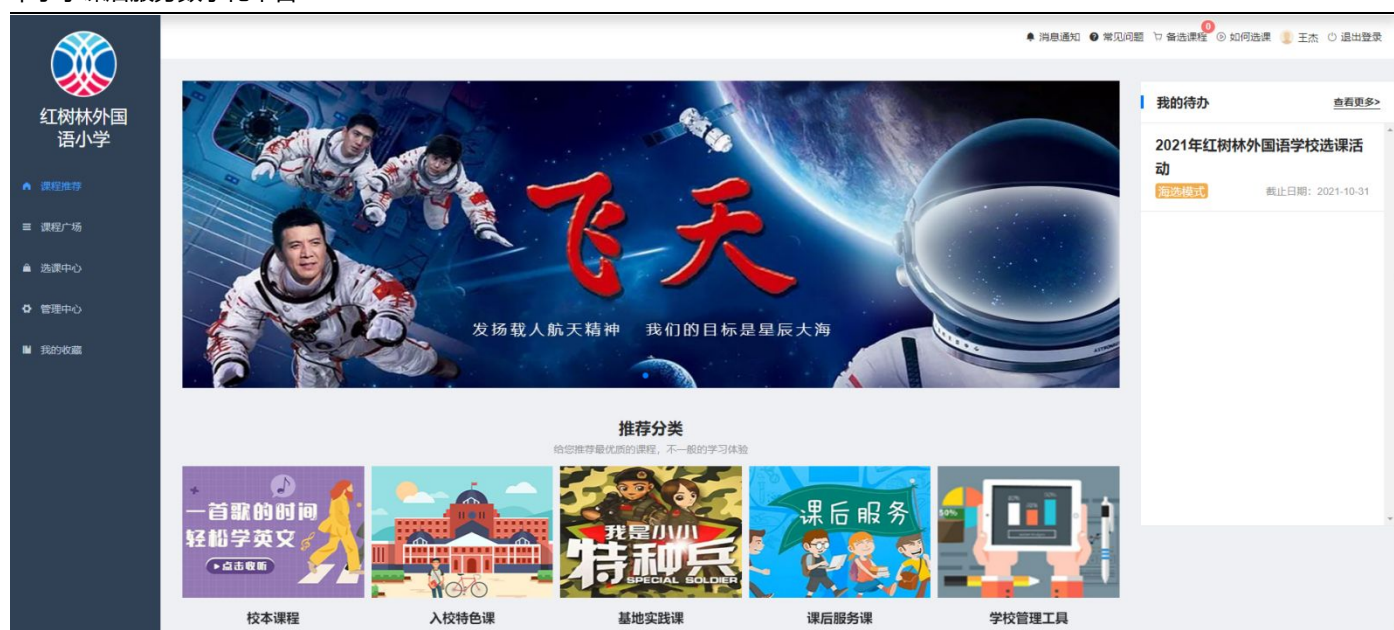 消息通知 常见问题 备选课程 0 如何选课 王杰 退出登录
红树林外国
语小学
课程推荐
课程广场
选课中心
管理中心
我的收藏
飞天
发扬载人航天精神 我们的目标是星辰大海
我的待办 查看更多>
2021年红树林外国语学校选课活
动
海选模式 截止日期: 2021-10-31
推荐分类
给您推荐最优质的课程，不一般的学习体验
一首歌的时间
轻松学英文
点击收听
我是小小
特种兵
SPECIAL SOLDIER
课后服务
50%
校本课程 入校特色课 基地实践课 课后服务课 学校管理工具